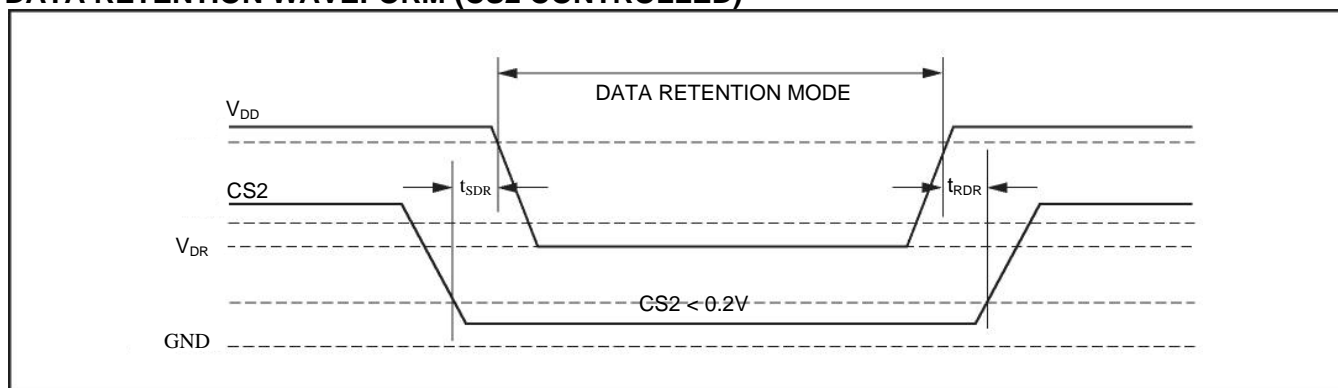 DATA RETENTION WAVEFORM (CS2 CONTROLLED)
DATA RETENTION MODE
VDD
tSDR
tRDR
CS2
VDR
CS2 < 0.2V
GND